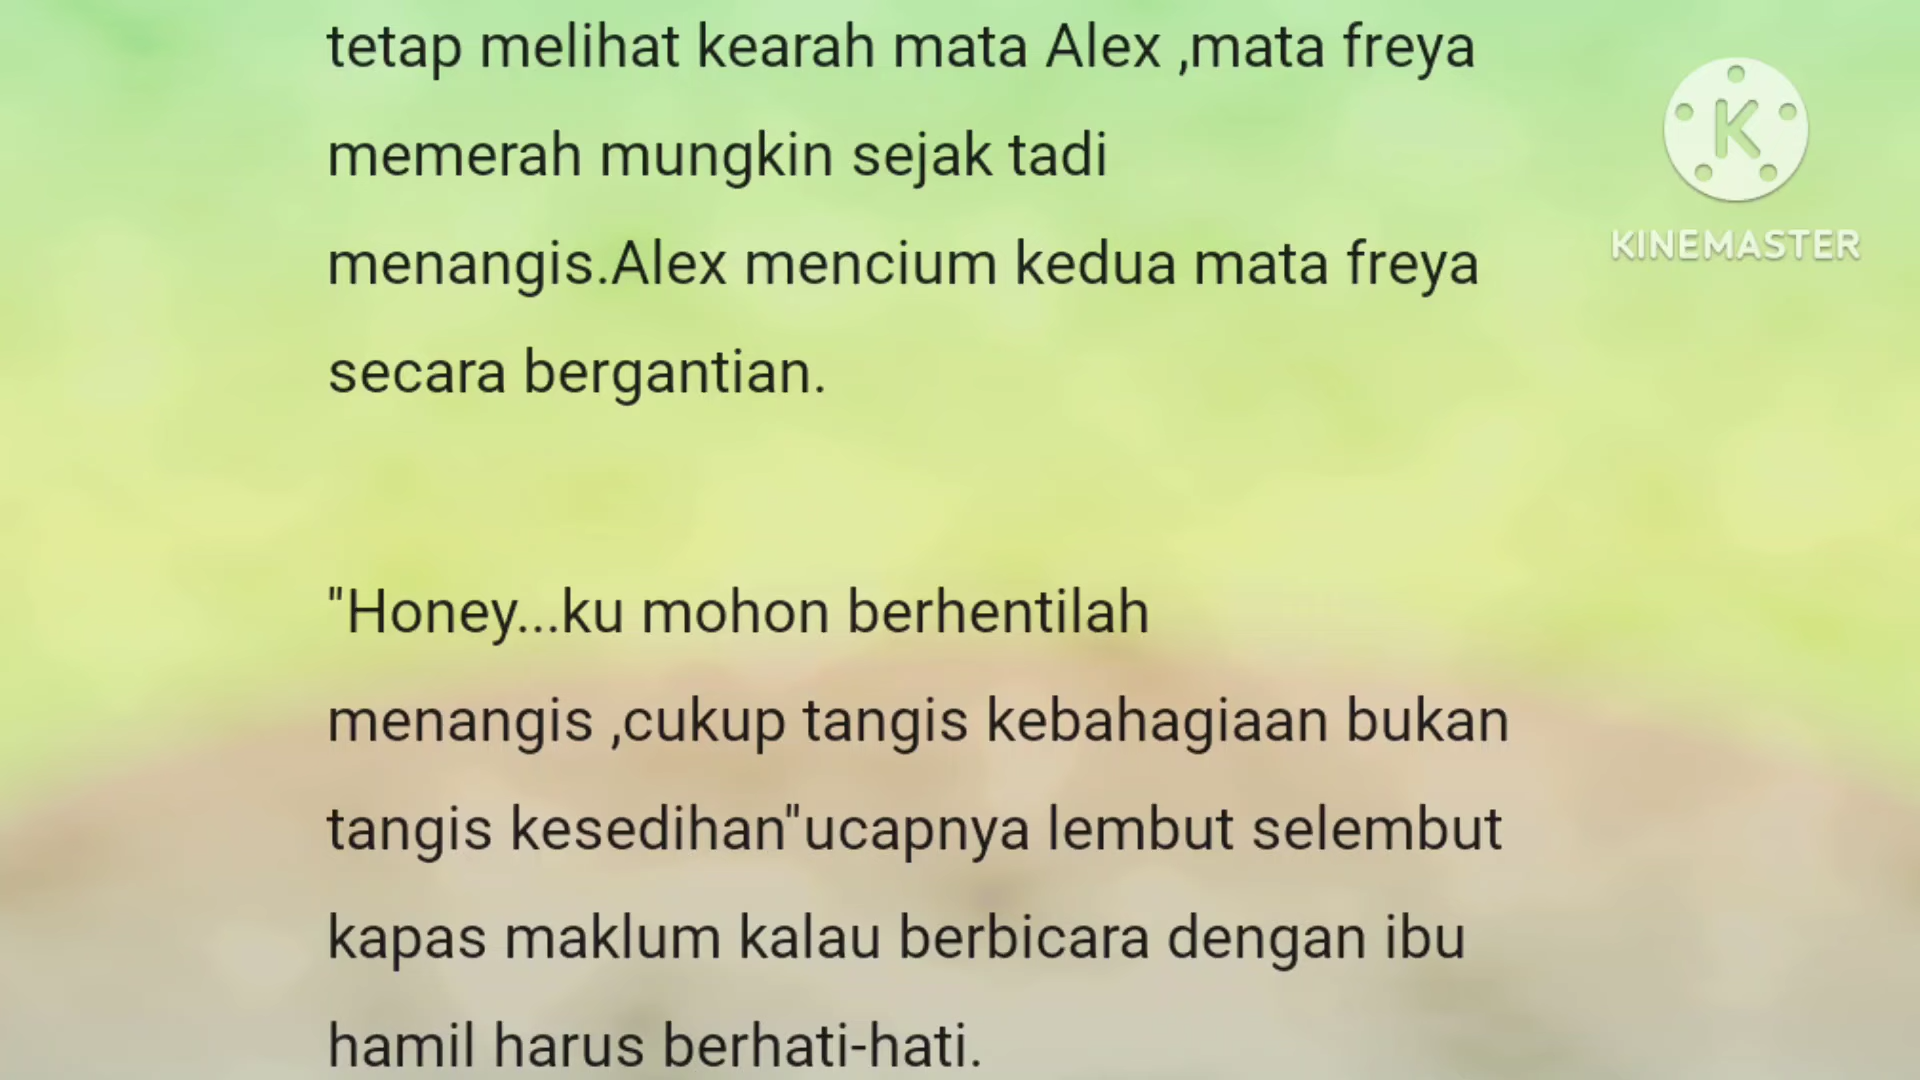 tetap melihat kearah mata Alex ,mata freya
memerah mungkin sejak tadi
menangis.Alex mencium kedua mata freya
secara bergantian.
"Honey...ku mohon berhentilah
menangis ,cukup tangis kebahagiaan bukan
tangis kesedihan"ucapnya lembut selembut
kapas maklum kalau berbicara dengan ibu
hamil harus berhati-hati.
K
KINEMASTER